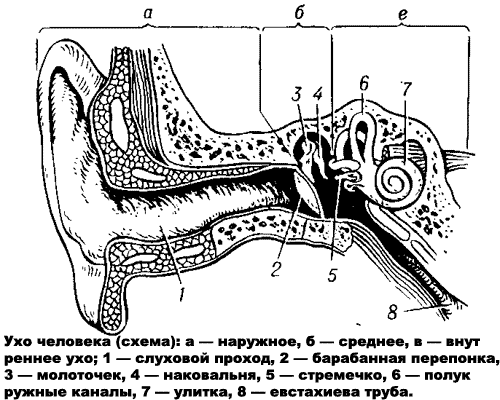 а б е
3 4 6 7
1 2 5 8
Ухо человека (схема): а — наружное, б — среднее, в — внут
реннее ухо; 1 — слуховой проход, 2 — барабанная перепонка,
3 — молоточек, 4 — наковальня, 5 — стремечко, 6 — полук
ружные каналы, 7 — улитка, 8 — евстахиева труба.